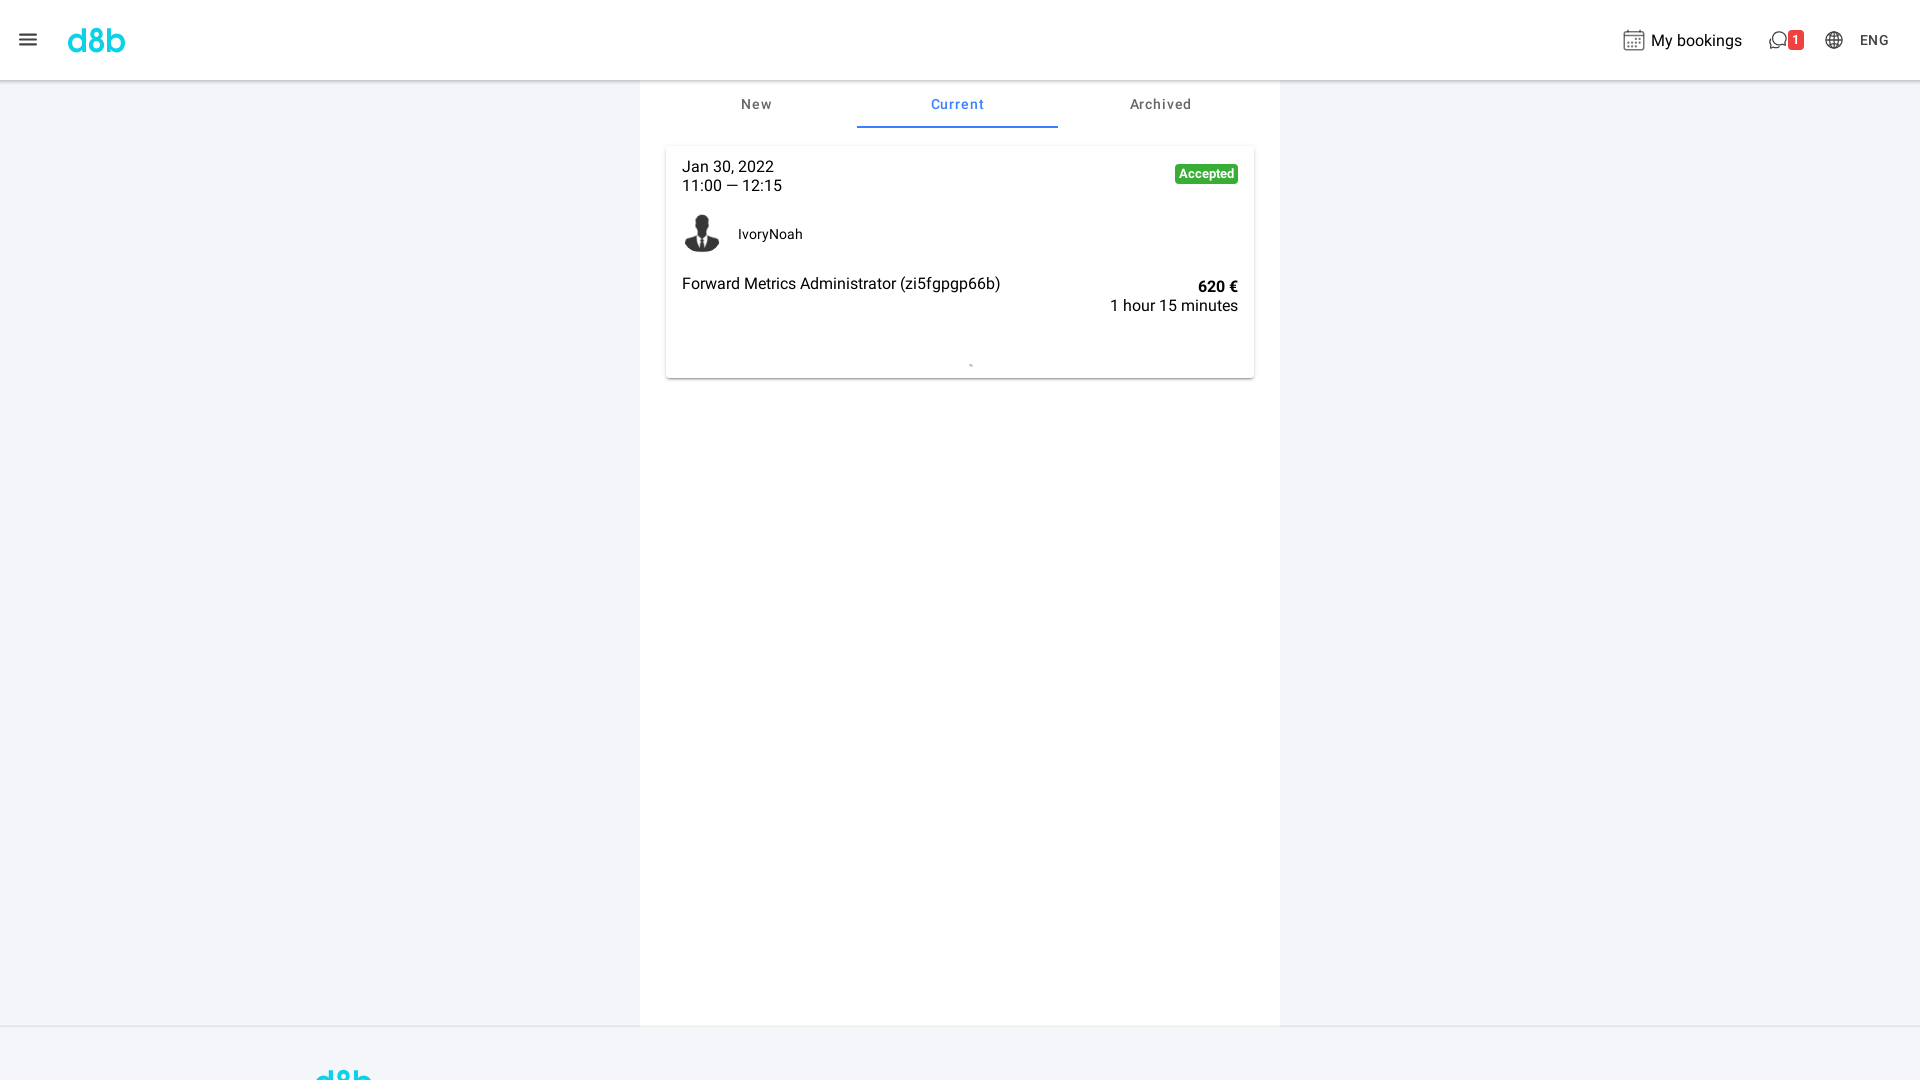 d8b
My bookings
1
ENG
New
Current
Archived
Jan 30, 2022
11:00 — 12:15
Accepted
IvoryNoah
Forward Metrics Administrator (zi5fgpgp66b)
620 €
1 hour 15 minutes
d8b